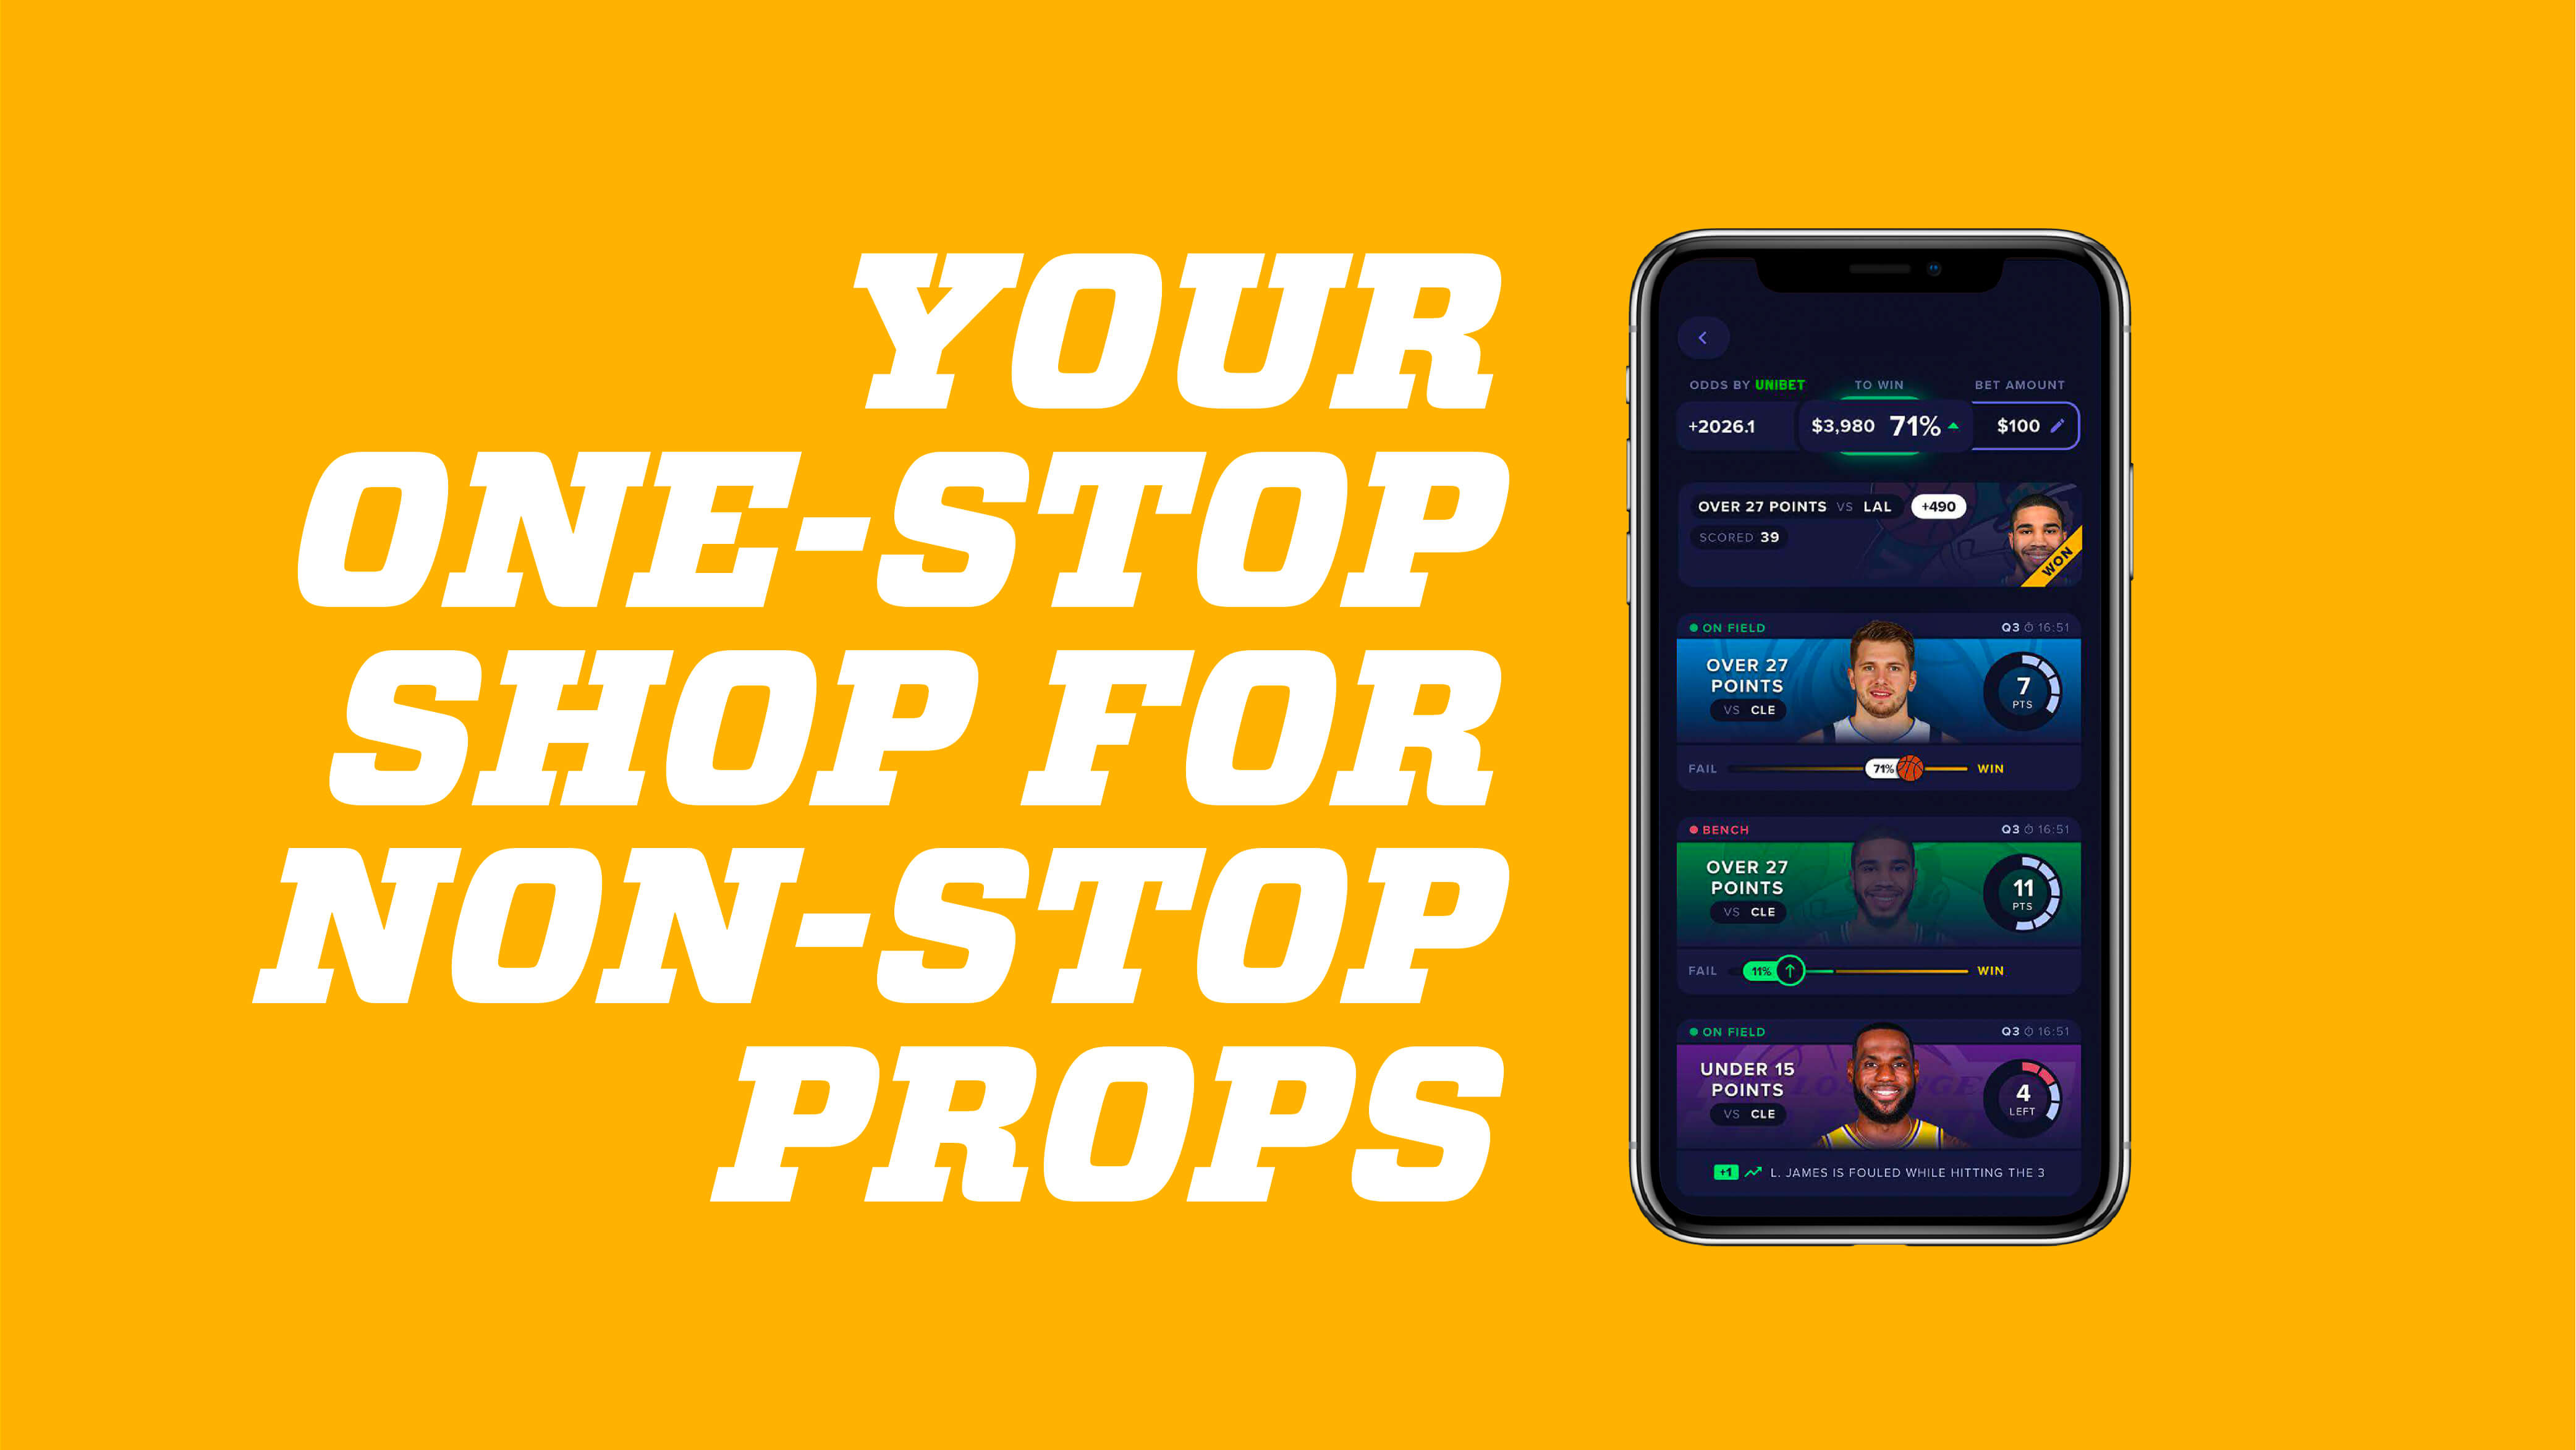 YOUR
ONE-STOP
SHOP FOR
NON-STOP
PROPS
ODDS BY UNIBET TO WIN BET AMOUNT
+2026.1 $3,980 71% $100
OVER 27 POINTS VS LAL +490
SCORED 39
WON
ON FIELD Q3 16:51
OVER 27
POINTS
VS CLE
7
PTS
FAIL 71% WIN
BENCH Q3 16:51
OVER 27
POINTS
VS CLE
11
PTS
FAIL 11% WIN
ON FIELD Q3 16:51
UNDER 15
POINTS
VS CLE
4
LEFT
+1 L. JAMES IS FOULED WHILE HITTING THE 3